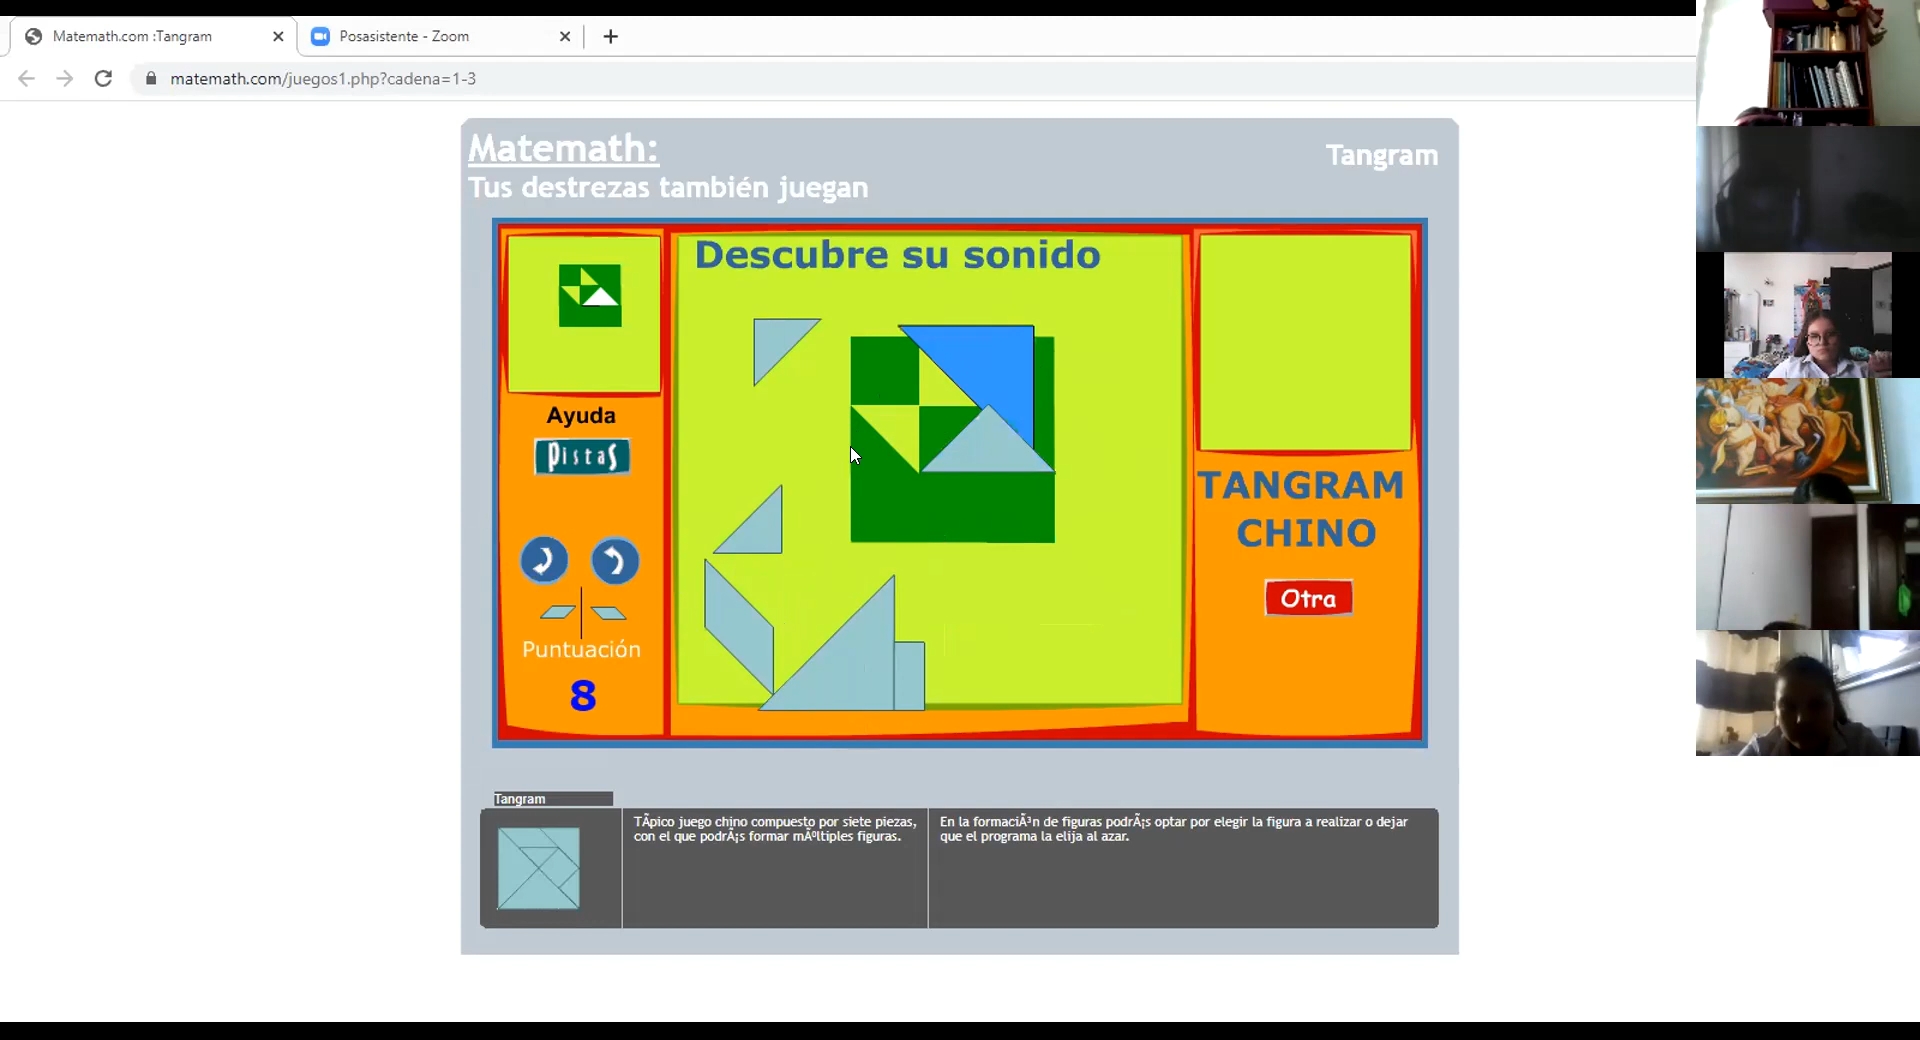 Matemath.com :Tangram
Posasistente - Zoom
matemath.com/juegos1.php?cadena=1-3
Matemath:
Tangram
Tus destrezas también juegan
Descubre su sonido
Ayuda
Pistas
TANGRAM
CHINO
Otra
Puntuación
8
Tangram
TÃpico juego chino compuesto por siete piezas,
con el que podrÃ¡s formar mÃºltiples figuras.
En la formaciÃ³n de figuras podrÃ¡s optar por elegir la figura a realizar o dejar
que el programa la elija al azar.